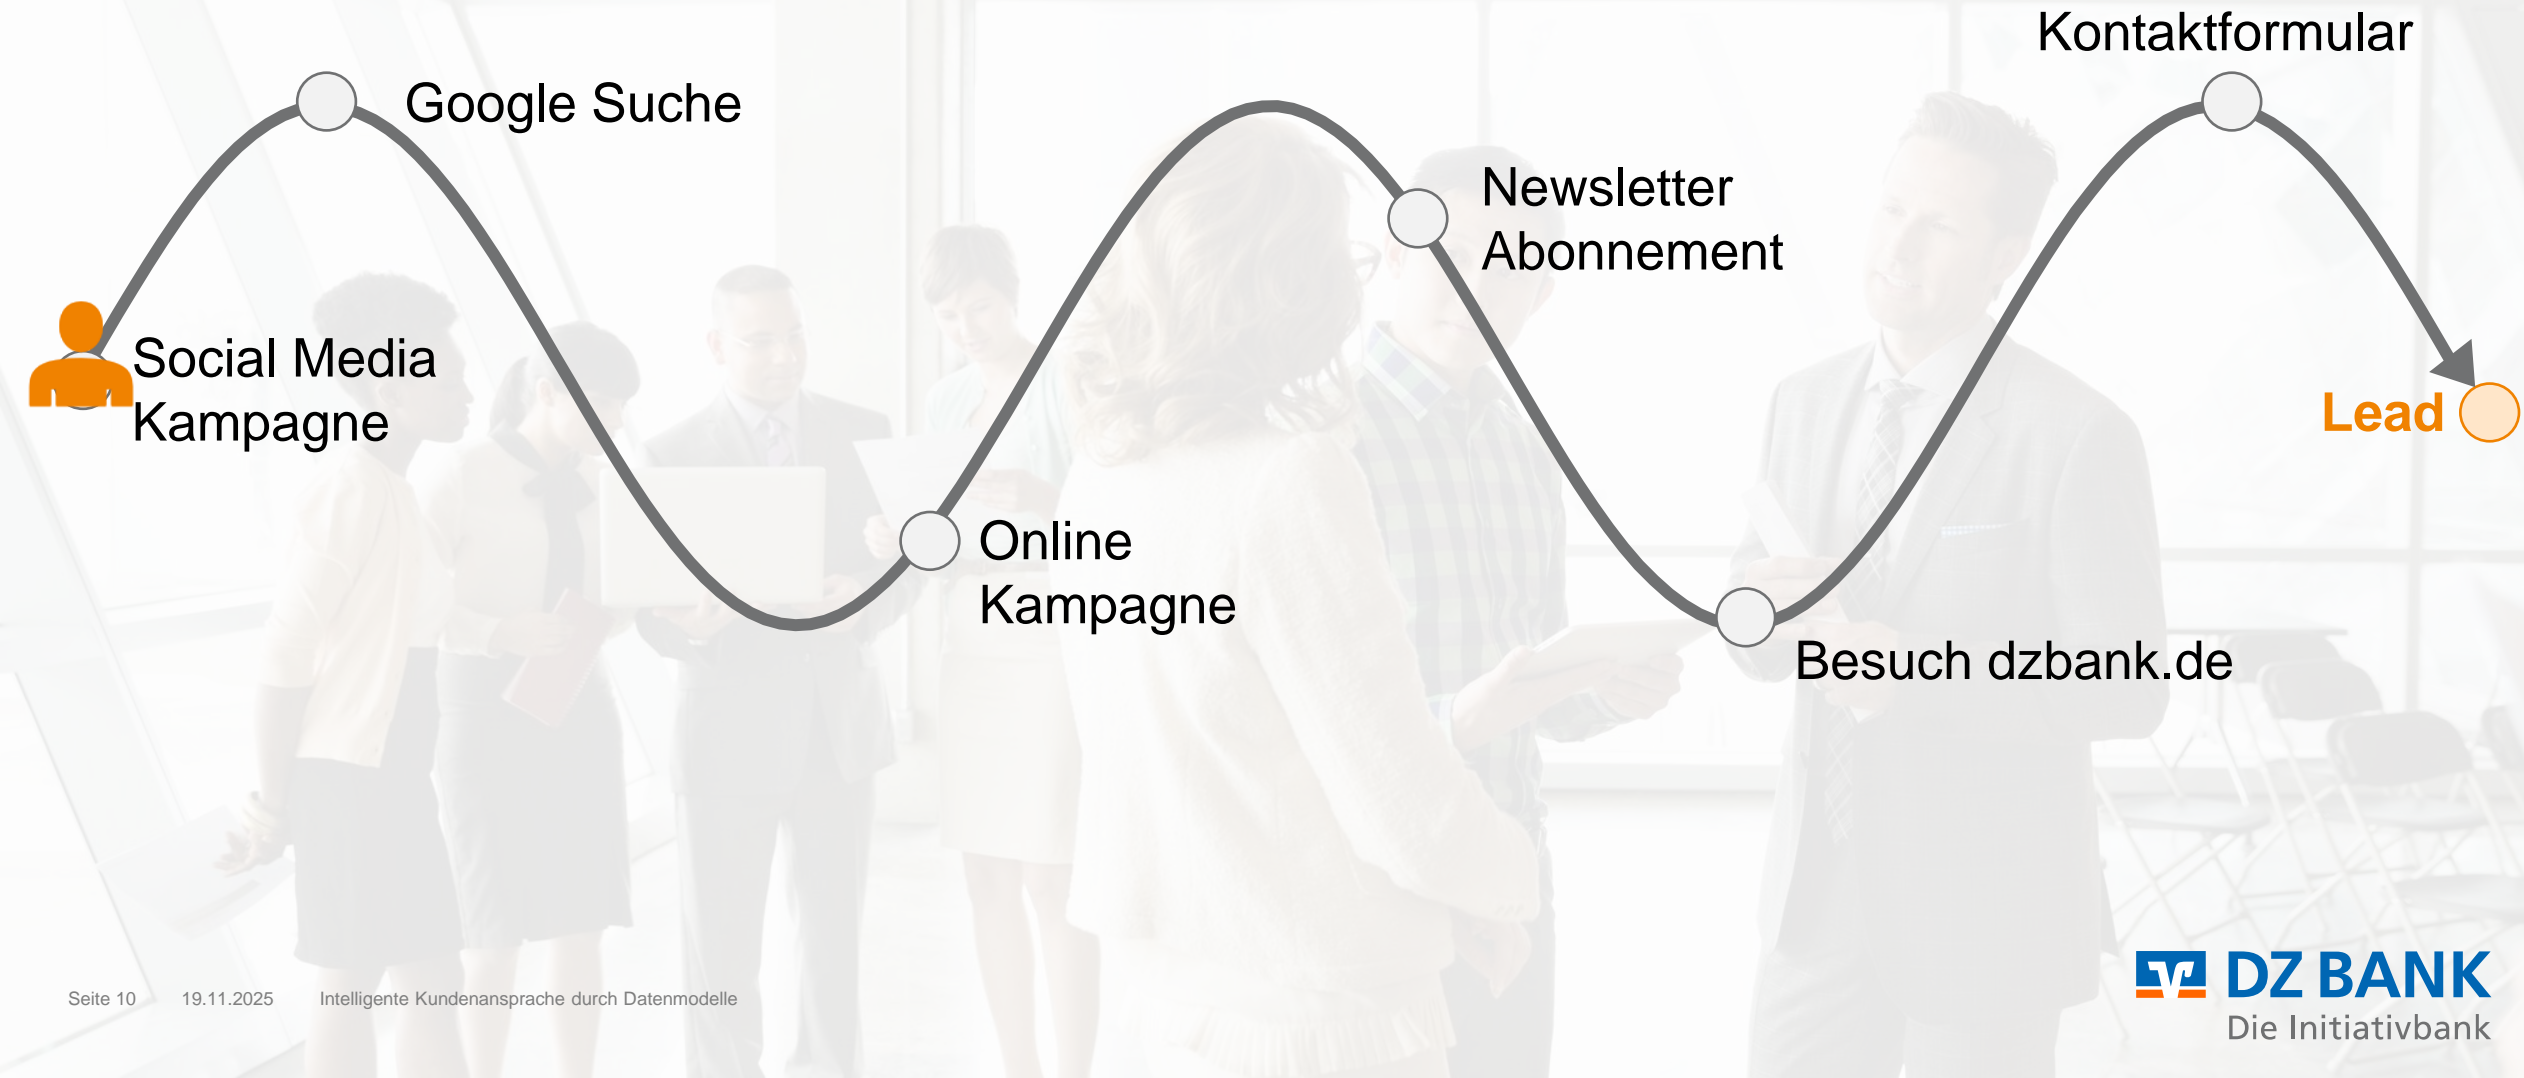 Kontaktformular
Google Suche
Newsletter
Abonnement
Social Media
Kampagne
Lead
Online
Kampagne
Besuch dzbank.de
Seite 10 19.11.2025 Intelligente Kundenansprache durch Datenmodelle
DZ BANK
Die Initiativbank